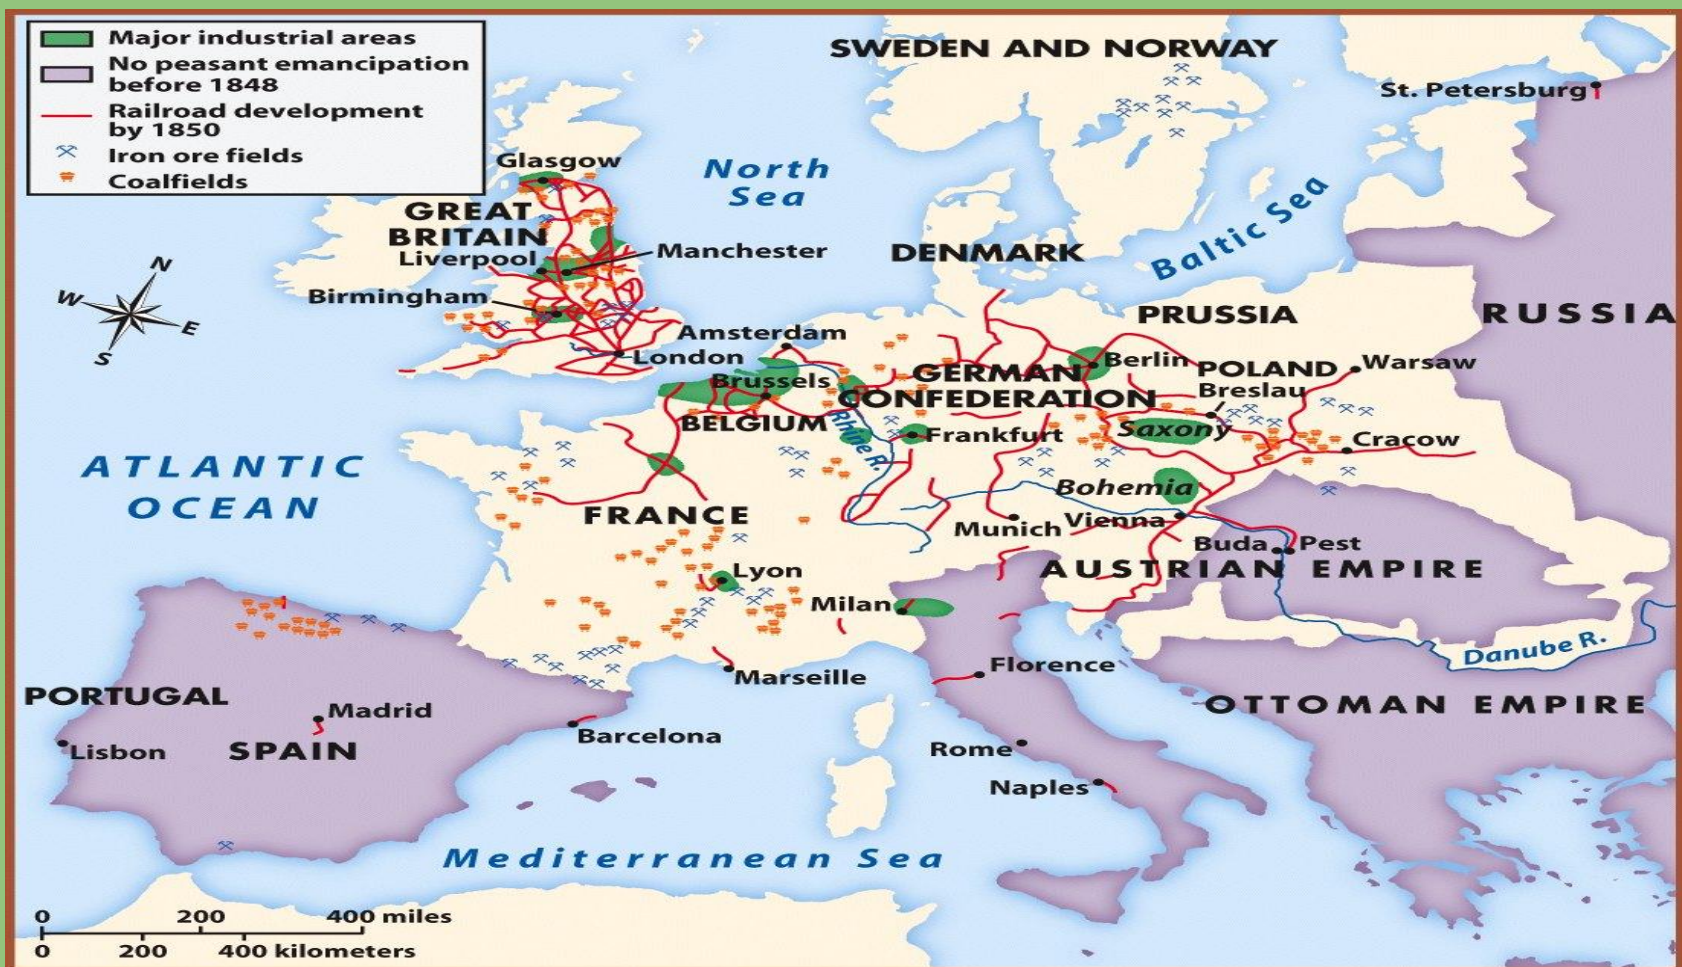 Major industrial areas
No peasant emancipation
before 1848
Railroad development
by 1850
Iron ore fields
Coalfields
SWEDEN AND NORWAY
St. Petersburg
North
Sea
Glasgow
GREAT
BRITAIN
Liverpool
Manchester
Birmingham
London
DENMARK
Baltic Sea
N
W
E
S
PRUSSIA
RUSSIA
Amsterdam
Brussels
BELGIUM
GERMAN
CONFEDERATION
Berlin
POLAND
Warsaw
Breslau
Rhine R.
Frankfurt
Saxony
Cracow
ATLANTIC
OCEAN
Bohemia
FRANCE
Munich
Vienna
Buda
Pest
AUSTRIAN EMPIRE
Lyon
Milan
Danube R.
Marseille
Florence
PORTUGAL
Madrid
Lisbon
SPAIN
Barcelona
OTTOMAN EMPIRE
Rome
Naples
Mediterranean Sea
0 200 400 miles
0 200 400 kilometers